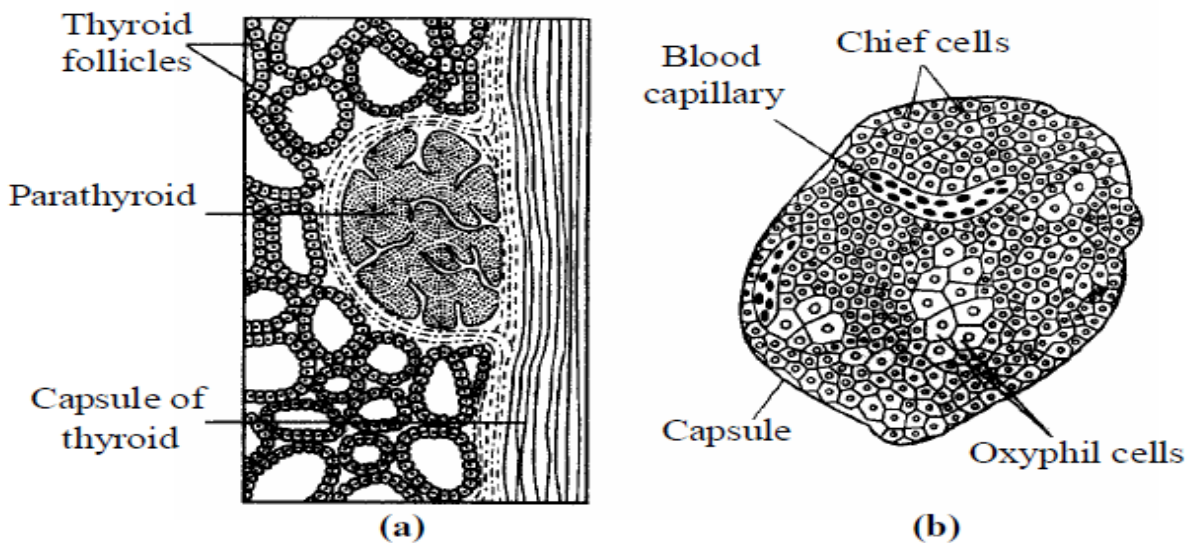 Thyroid
follicles
Parathyroid
Capsule of
thyroid
(a)
Blood
capillary
Chief cells
Capsule
Oxyphil cells
(b)